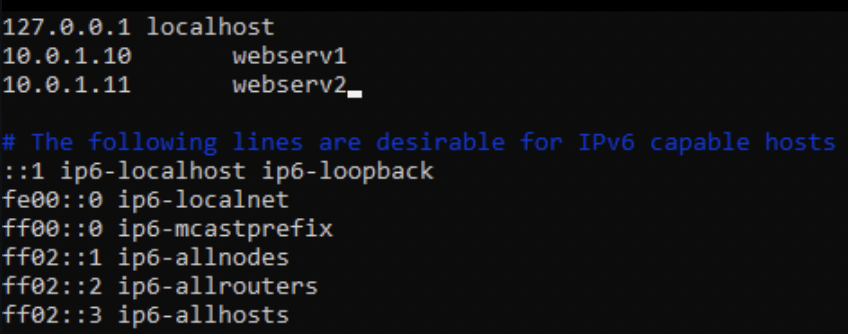 127.0.0.1 localhost
10.0.1.10 webserv1
10.0.1.11 webserv2
# The following lines are desirable for IPv6 capable hosts
::1 ip6-localhost ip6-loopback
fe00::0 ip6-localnet
ff00::0 ip6-mcastprefix
ff02::1 ip6-allnodes
ff02::2 ip6-allrouters
ff02::3 ip6-allhosts